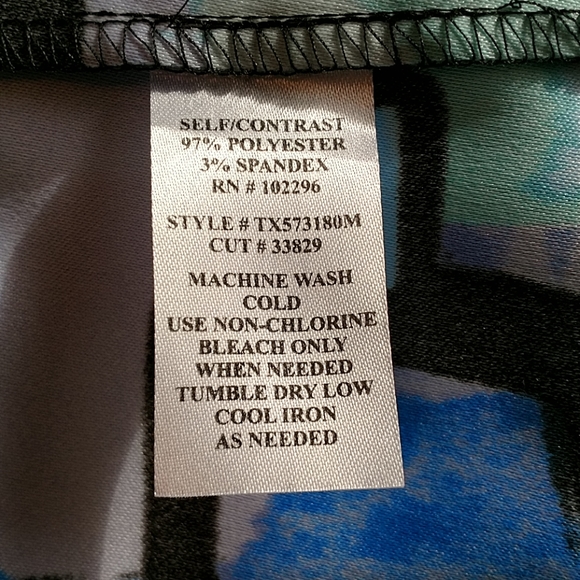 SELF/CONTRAST
97% POLYESTER
3% SPANDEX
RN # 102296
STYLE # TX573180M
CUT # 33829
MACHINE WASH
COLD
USE NON-CHLORINE
BLEACH ONLY
WHEN NEEDED
TUMBLE DRY LOW
COOL IRON
AS NEEDED